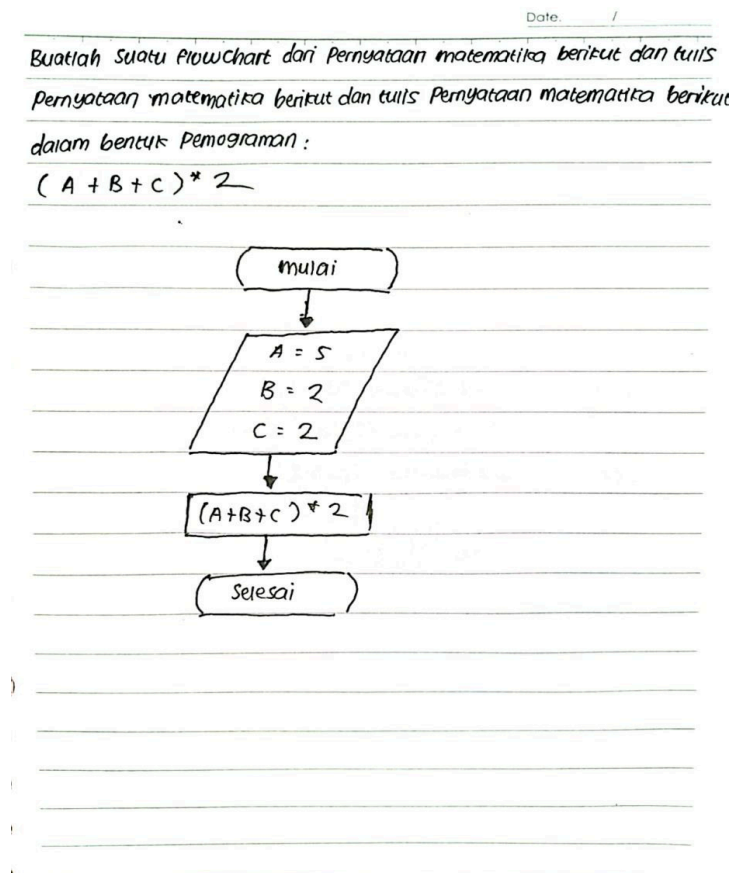 Date. /
Buatlah Suatu Flowchart dari Pernyataan matematika berikut dan tulis
Pernyataan matematika berikut dan tulis Pernyataan matematika berikut
dalam bentuk Pemograman :
( A + B + C ) * 2
mulai
A = 5
B = 2
C = 2
(A+B+C) * 2
Selesai